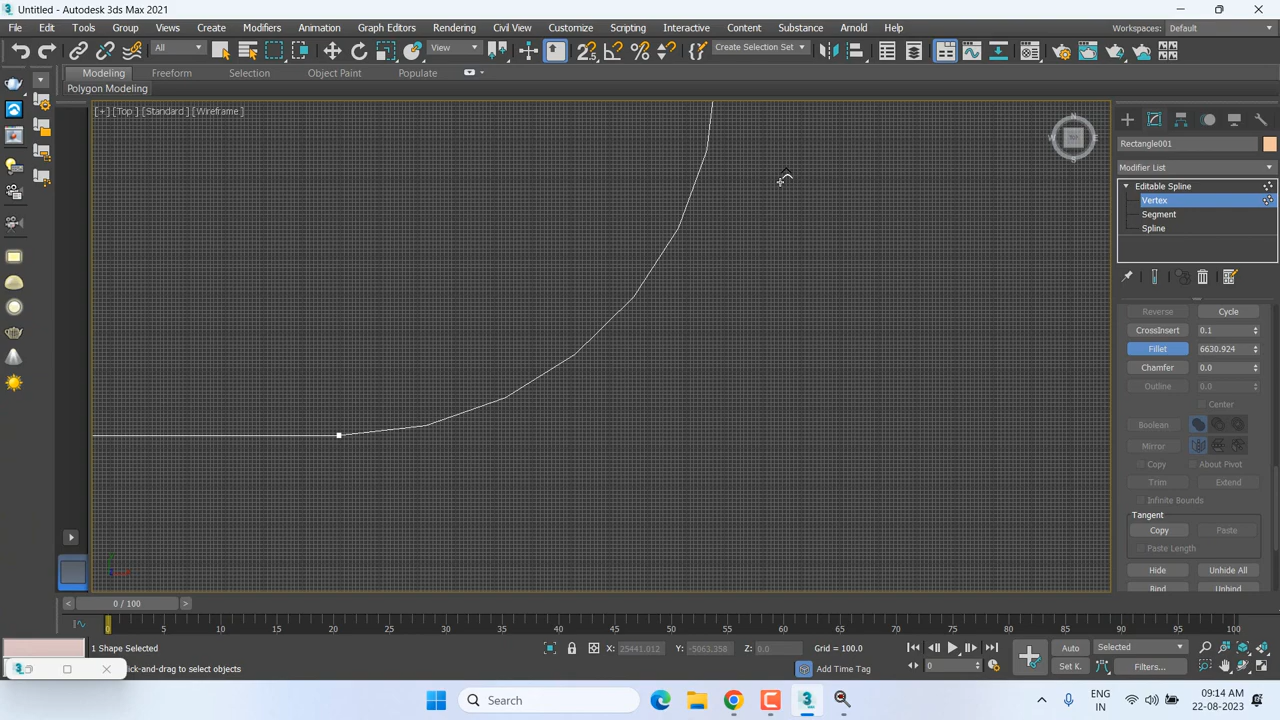 Untitled - Autodesk 3ds Max 2021
File Edit Tools Group Views Create Modifiers Animation Graph Editors Rendering Civil View Customize Scripting Interactive Content Substance Arnold Help
Workspaces: Default
All
View
Create Selection Set
Modeling Freeform Selection Object Paint Populate
Polygon Modeling
[+] [Top ] [Standard ] [Wireframe ]
Rectangle001
Modifier List
Editable Spline
Vertex
Segment
Spline
Reverse Cycle
CrossInsert 0.1
Fillet 6630.924
Chamfer 0.0
Outline 0.0
Center
Boolean
Mirror
Copy About Pivot
Trim Extend
Infinite Bounds
Tangent
Copy Paste
Paste Length
Hide Unhide All
Bind Unbind
< 0 / 100 >
0 5 10 15 20 25 30 35 40 45 50 55 60 65 70 75 80 85 90 95 100
1 Shape Selected
X: 25441.012 Y: -5063.358 Z: 0.0 Grid = 100.0
Auto Selected
lick-and-drag to select objects
Add Time Tag
0
Set K. Filters...
Search
ENG
IN
09:14 AM
22-08-2023